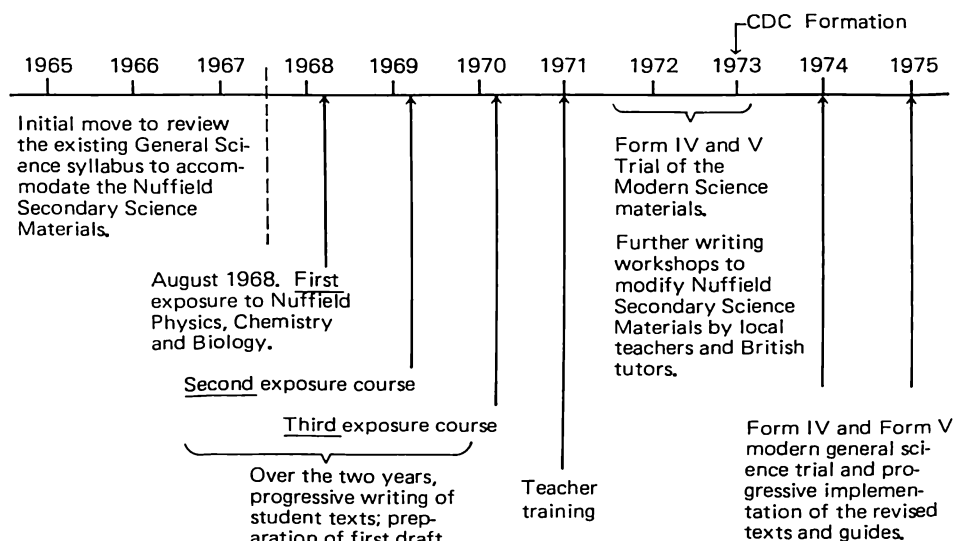 CDC Formation
1965 1966 1967 1968 1969 1970 1971 1972 1973 1974 1975
Initial move to review
the existing General Sci-
ence syllabus to accom-
modate the Nuffield
Secondary Science
Materials.
August 1968. First
exposure to Nuffield
Physics, Chemistry
and Biology.
Second exposure course
Third exposure course
Over the two years,
progressive writing of
student texts; prep-
aration of first draft
Teacher
training
Form IV and V
Trial of the
Modern Science
materials.
Further writing
workshops to
modify Nuffield
Secondary Science
Materials by local
teachers and British
tutors.
Form IV and Form V
modern general sci-
ence trial and pro-
gressive implemen-
tation of the revised
texts and guides.